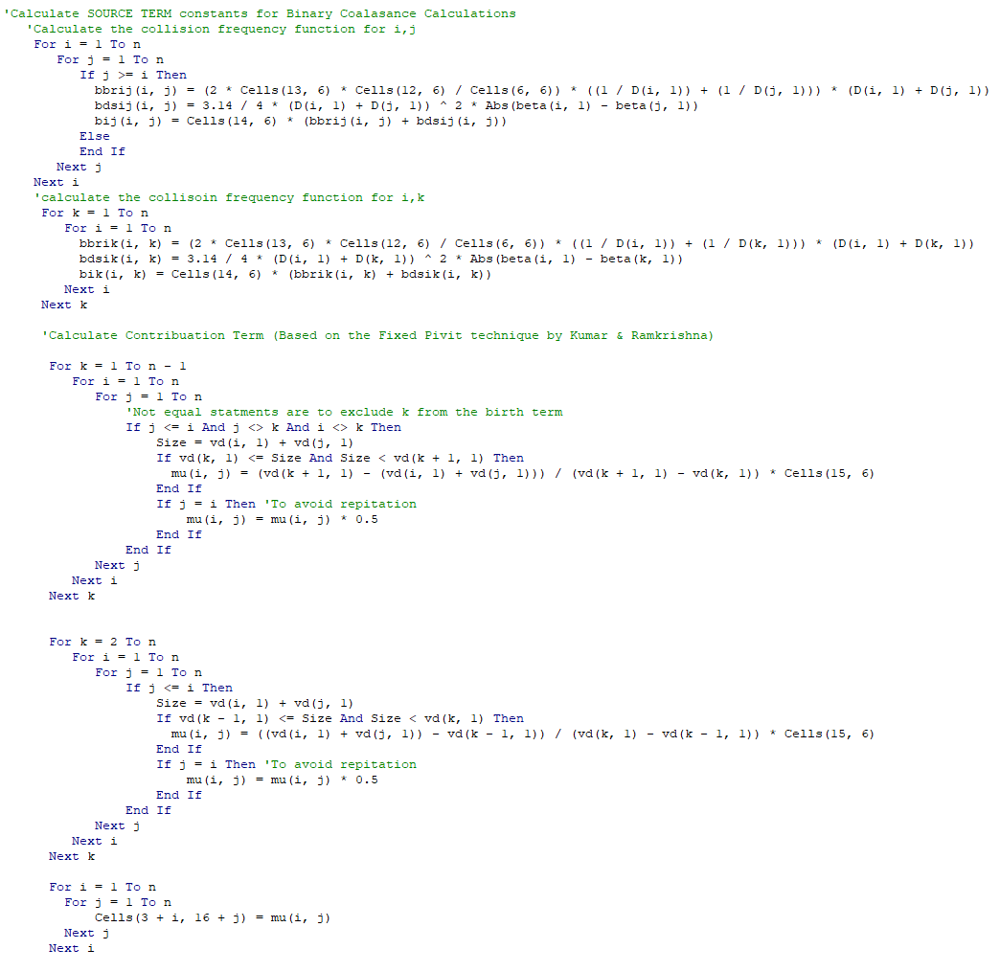 'Calculate SOURCE TERM constants for Binary Coalasance Calculations
'Calculate the collision frequency function for i,j
For i = 1 To n
For j = 1 To n
If j >= i Then
bbrij(i, j) = (2 * Cells(13, 6) * Cells(12, 6) / Cells(6, 6)) * ((1 / D(i, 1)) + (1 / D(j, 1))) * (D(i, 1) + D(j, 1))
bdsij(i, j) = 3.14 / 4 * (D(i, 1) + D(j, 1)) ^ 2 * Abs(beta(i, 1) - beta(j, 1))
bij(i, j) = Cells(14, 6) * (bbrij(i, j) + bdsij(i, j))
Else
End If
Next j
Next i
'calculate the collisoin frequency function for i,k
For k = 1 To n
For i = 1 To n
bbrik(i, k) = (2 * Cells(13, 6) * Cells(12, 6) / Cells(6, 6)) * ((1 / D(i, 1)) + (1 / D(k, 1))) * (D(i, 1) + D(k, 1))
bdsik(i, k) = 3.14 / 4 * (D(i, 1) + D(k, 1)) ^ 2 * Abs(beta(i, 1) - beta(k, 1))
bik(i, k) = Cells(14, 6) * (bbrik(i, k) + bdsik(i, k))
Next i
Next k
'Calculate Contribuation Term (Based on the Fixed Pivit technique by Kumar & Ramkrishna)
For k = 1 To n - 1
For i = 1 To n
For j = 1 To n
'Not equal statments are to exclude k from the birth term
If j <= i And j <> k And i <> k Then
Size = vd(i, 1) + vd(j, 1)
If vd(k, 1) <= Size And Size < vd(k + 1, 1) Then
mu(i, j) = (vd(k + 1, 1) - (vd(i, 1) + vd(j, 1))) / (vd(k + 1, 1) - vd(k, 1)) * Cells(15, 6)
End If
If j = i Then 'To avoid repitation
mu(i, j) = mu(i, j) * 0.5
End If
End If
Next j
Next i
Next k
For k = 2 To n
For i = 1 To n
For j = 1 To n
If j <= i Then
Size = vd(i, 1) + vd(j, 1)
If vd(k - 1, 1) <= Size And Size < vd(k, 1) Then
mu(i, j) = ((vd(i, 1) + vd(j, 1)) - vd(k - 1, 1)) / (vd(k, 1) - vd(k - 1, 1)) * Cells(15, 6)
End If
If j = i Then 'To avoid repitation
mu(i, j) = mu(i, j) * 0.5
End If
End If
Next j
Next i
Next k
For i = 1 To n
For j = 1 To n
Cells(3 + i, 16 + j) = mu(i, j)
Next j
Next i